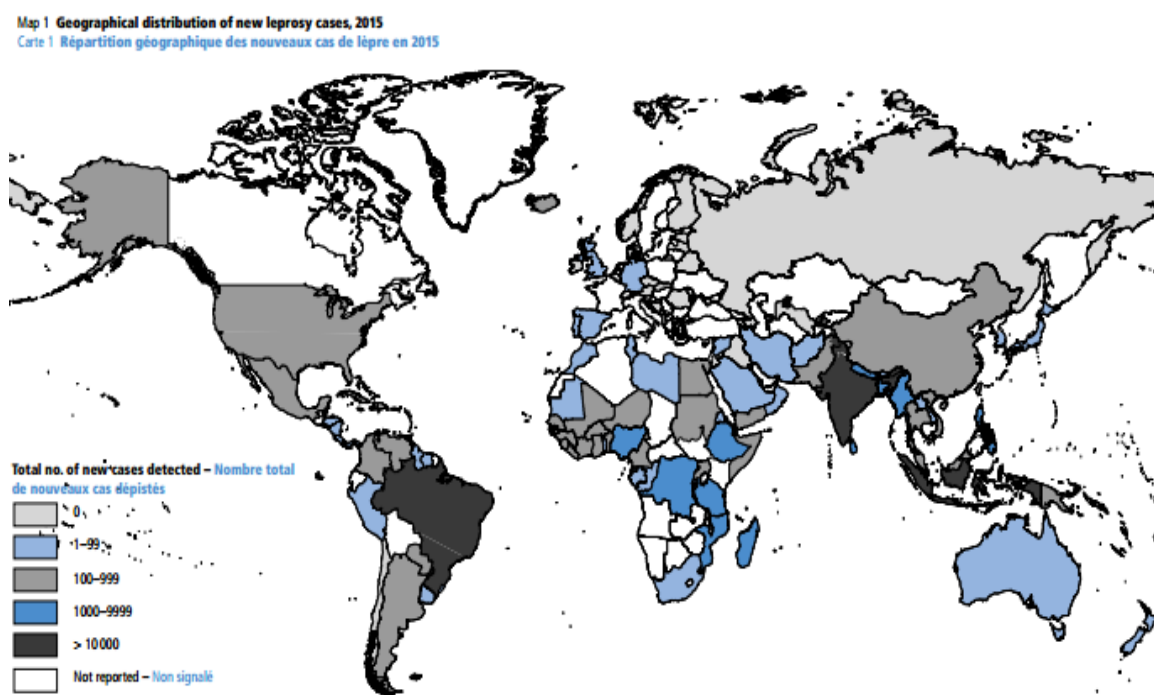 Map 1 Geographical distribution of new leprosy cases, 2015
Carte 1 Répartition géographique des nouveaux cas de lèpre en 2015
Total no. of new cases detected – Nombre total
de nouveaux cas dépistés
0
1–99
100–999
1000–9999
> 10 000
Not reported – Non signalé